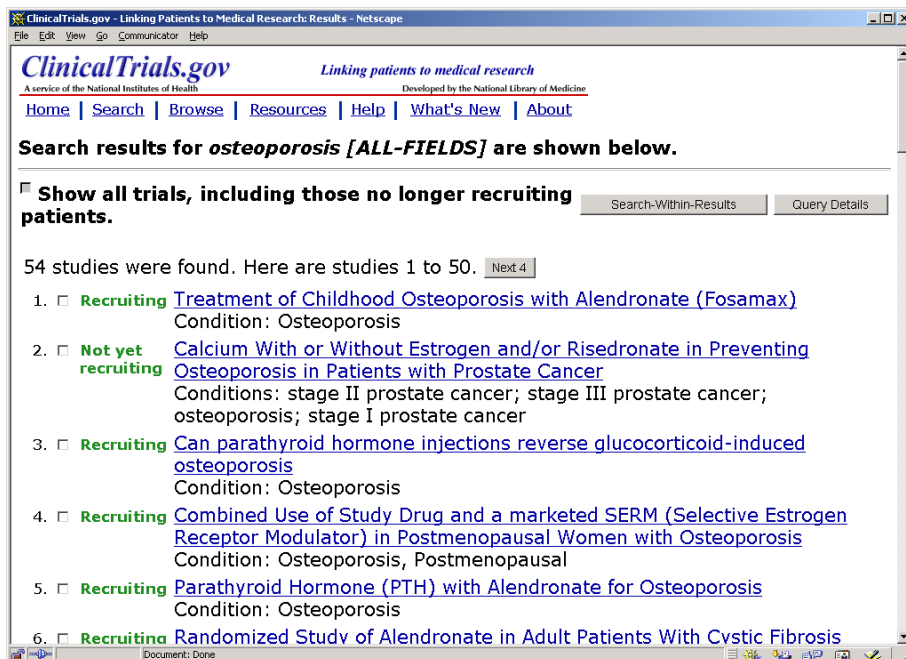 ClinicalTrials.gov - Linking Patients to Medical Research: Results - Netscape
File Edit View Go Communicator Help
ClinicalTrials.gov Linking patients to medical research
A service of the National Institutes of Health Developed by the National Library of Medicine
Home | Search | Browse | Resources | Help | What's New | About
Search results for osteoporosis [ALL-FIELDS] are shown below.
Show all trials, including those no longer recruiting
patients.
Search-Within-Results Query Details
54 studies were found. Here are studies 1 to 50. Next 4
1. Recruiting Treatment of Childhood Osteoporosis with Alendronate (Fosamax)
Condition: Osteoporosis
2. Not yet Calcium With or Without Estrogen and/or Risedronate in Preventing
recruiting Osteoporosis in Patients with Prostate Cancer
Conditions: stage II prostate cancer; stage III prostate cancer;
osteoporosis; stage I prostate cancer
3. Recruiting Can parathyroid hormone injections reverse glucocorticoid-induced
osteoporosis
Condition: Osteoporosis
4. Recruiting Combined Use of Study Drug and a marketed SERM (Selective Estrogen
Receptor Modulator) in Postmenopausal Women with Osteoporosis
Condition: Osteoporosis, Postmenopausal
5. Recruiting Parathyroid Hormone (PTH) with Alendronate for Osteoporosis
Condition: Osteoporosis
6. Recruiting Randomized Study of Alendronate in Adult Patients With Cystic Fibrosis
Document: Done